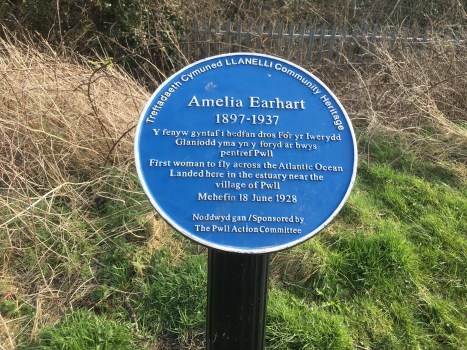 Treftadaeth Cymuned LLANELLI Community Heritage
Amelia Earhart
1897-1937
Y fenyw gyntaf i hedfan dros Fôr yr Iwerydd
Glaniodd yma yn y foryd ar bwys
pentref Pwll
First woman to fly across the Atlantic Ocean
Landed here in the estuary near the
village of Pwll
Mehefin 18 June 1928
Noddwyd gan / Sponsored by
The Pwll Action Committee